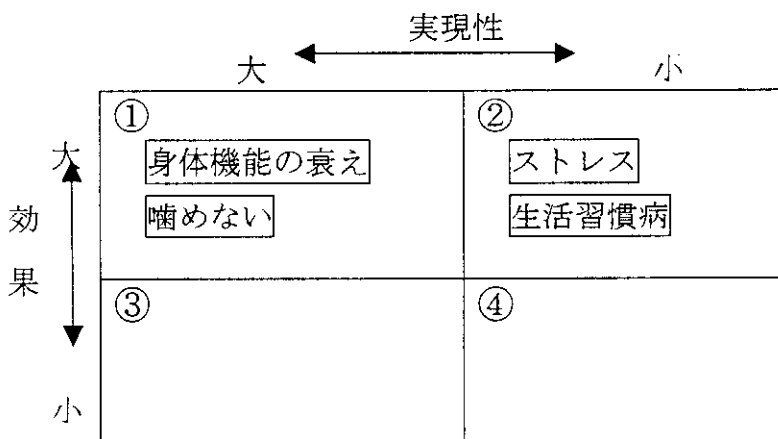 実現性
大 小
① ②
大 身体機能の衰え ストレス
噛めない 生活習慣病
効果
③ ④
小